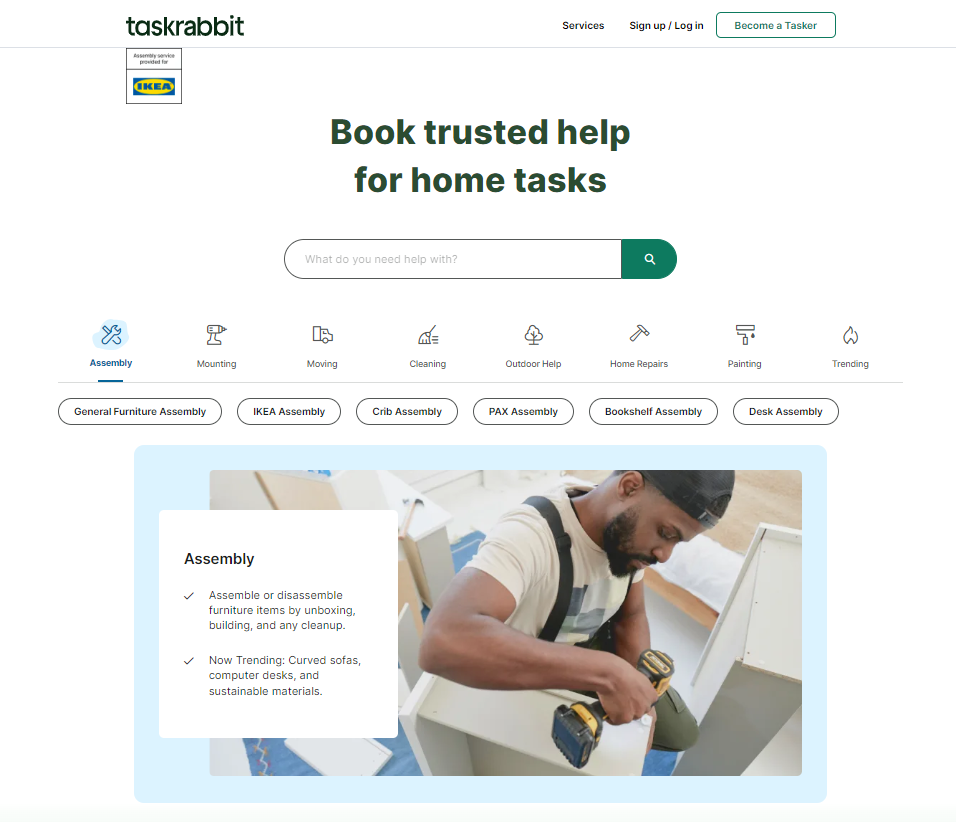 taskrabbit
Services
Sign up / Log in
Become a Tasker
Assembly service
provided for
IKEA
Book trusted help
for home tasks
What do you need help with?
Assembly
Mounting
Moving
Cleaning
Outdoor Help
Home Repairs
Painting
Trending
General Furniture Assembly
IKEA Assembly
Crib Assembly
PAX Assembly
Bookshelf Assembly
Desk Assembly
Assembly
Assemble or disassemble
furniture items by unboxing,
building, and any cleanup.
Now Trending: Curved sofas,
computer desks, and
sustainable materials.